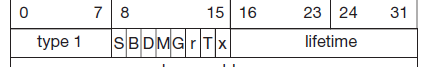 0 7 8 15 16 23 24 31
type 1 S B D M G r T x lifetime